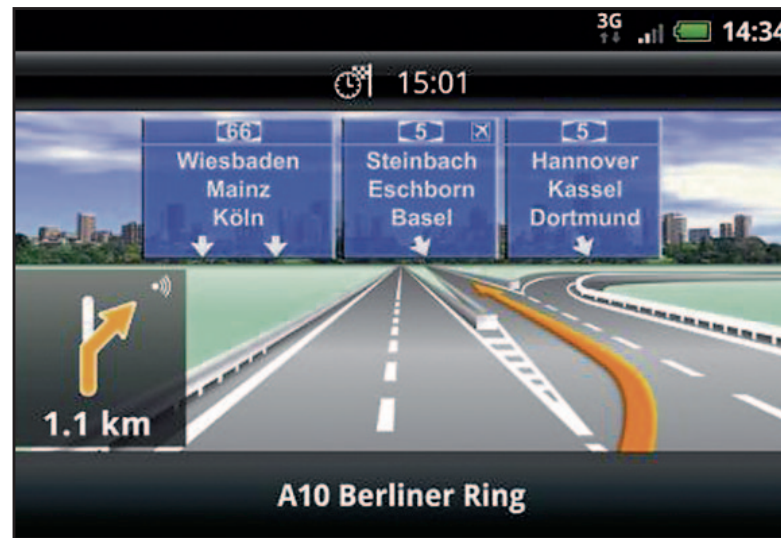 3G 14:34
15:01
66
Wiesbaden
Mainz
Köln
5
Steinbach
Eschborn
Basel
5
Hannover
Kassel
Dortmund
1.1 km
A10 Berliner Ring